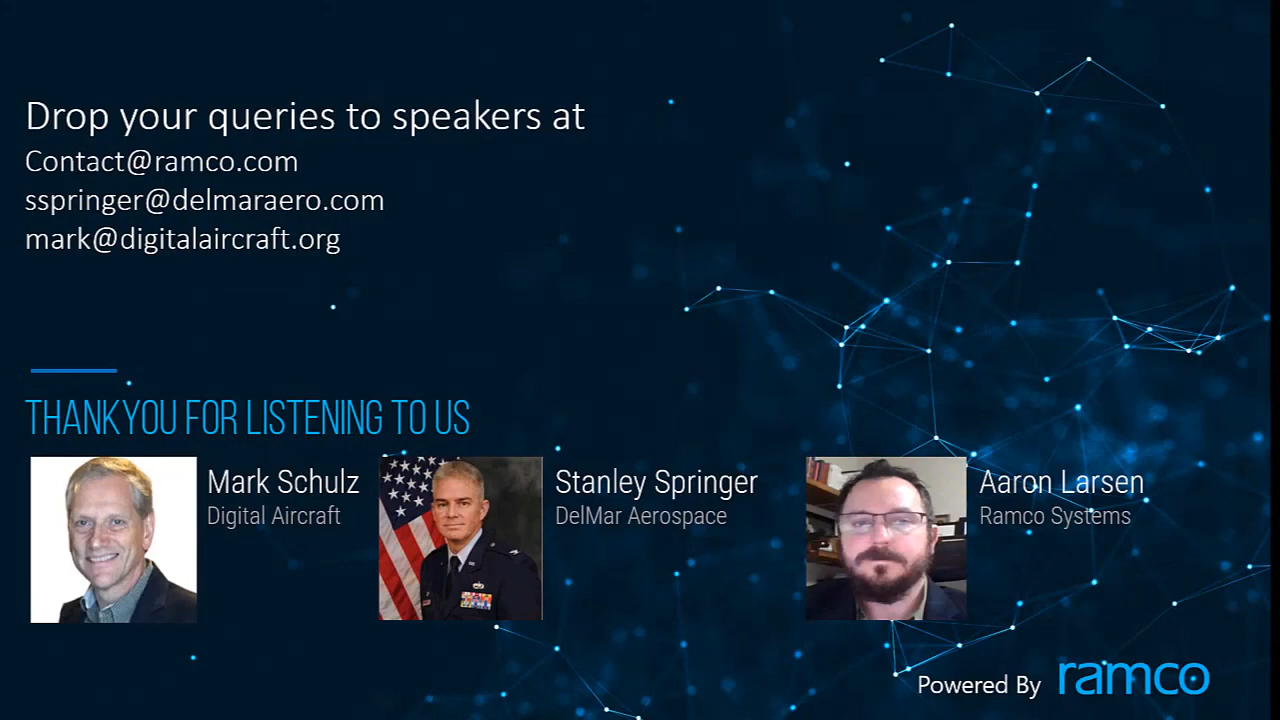 Drop your queries to speakers at
Contact@ramco.com
sspringer@delmaraero.com
mark@digitalaircraft.org
THANKYOU FOR LISTENING TO US
Mark Schulz
Digital Aircraft
Stanley Springer
DelMar Aerospace
Aaron Larsen
Ramco Systems
Powered By ramco